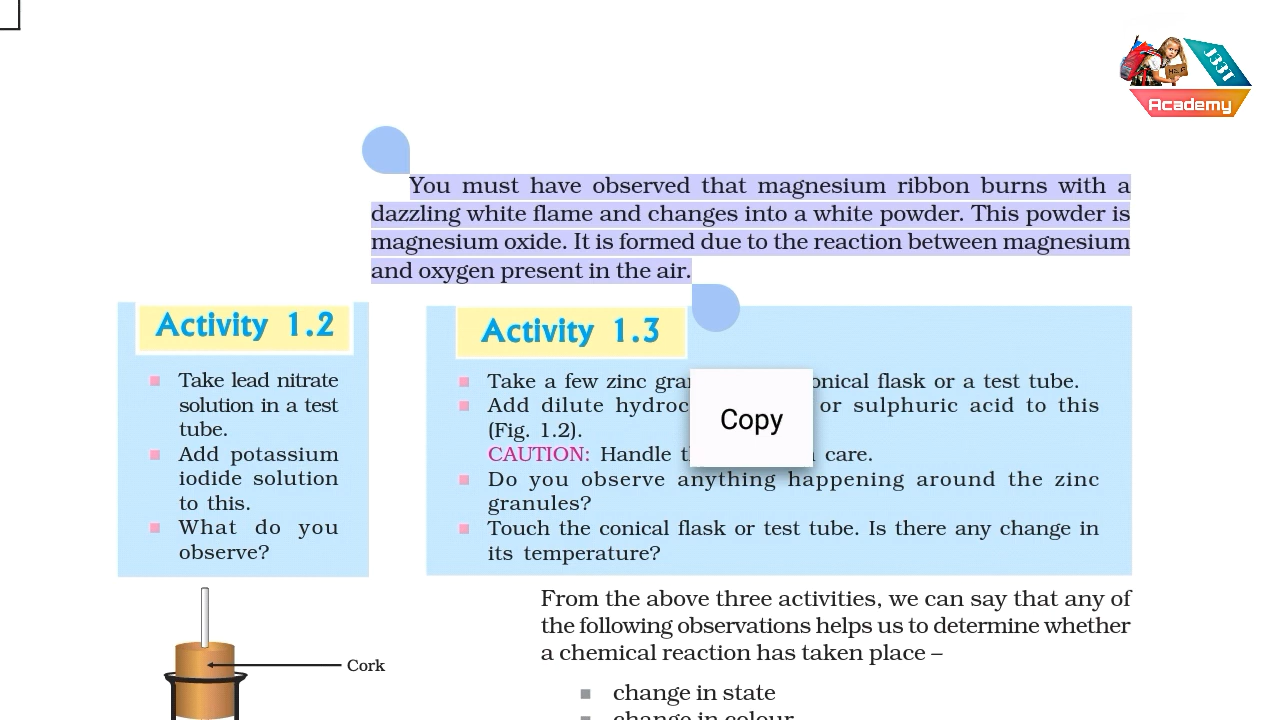 J331
Academy
HELP
You must have observed that magnesium ribbon burns with a
dazzling white flame and changes into a white powder. This powder is
magnesium oxide. It is formed due to the reaction between magnesium
and oxygen present in the air.
Activity 1.2
Take lead nitrate
solution in a test
tube.
Add potassium
iodide solution
to this.
What do you
observe?
Activity 1.3
Take a few zinc onical flask or a test tube.
Add dilute or sulphuric acid to this
(Fig. 1.2).
CAUTION: Handle care.
Do you observe anything happening around the zinc
granules?
Touch the conical flask or test tube. Is there any change in
its temperature?
Copy
Cork
From the above three activities, we can say that any of
the following observations helps us to determine whether
a chemical reaction has taken place –
change in state
change in colour